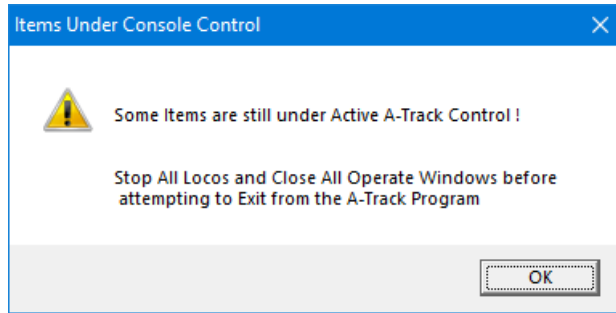 Items Under Console Control
Some Items are still under Active A-Track Control !
Stop All Locos and Close All Operate Windows before
attempting to Exit from the A-Track Program
OK